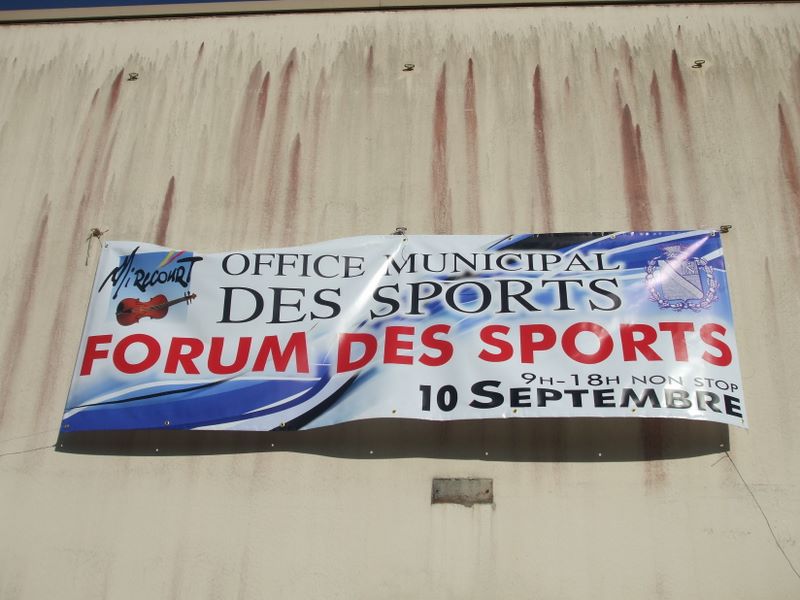 Mirecourt
OFFICE MUNICIPAL
DES SPORTS
FORUM DES SPORTS
9H-18H NON STOP
10 SEPTEMBRE